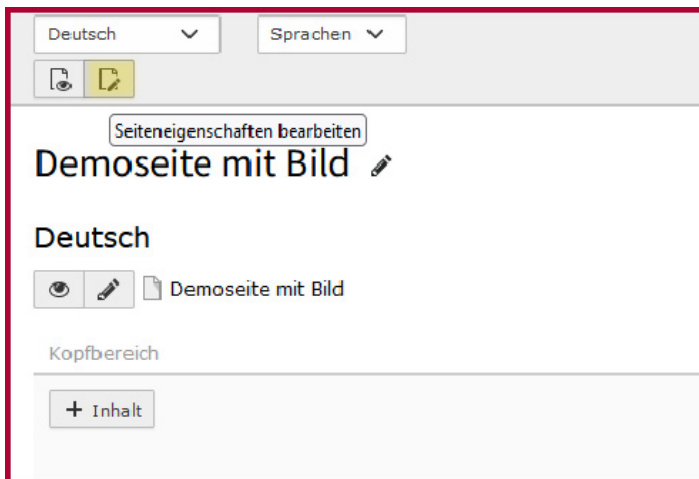 Deutsch Sprachen
Seiteneigenschaften bearbeiten
Demoseite mit Bild
Deutsch
Demoseite mit Bild
Kopfbereich
+ Inhalt